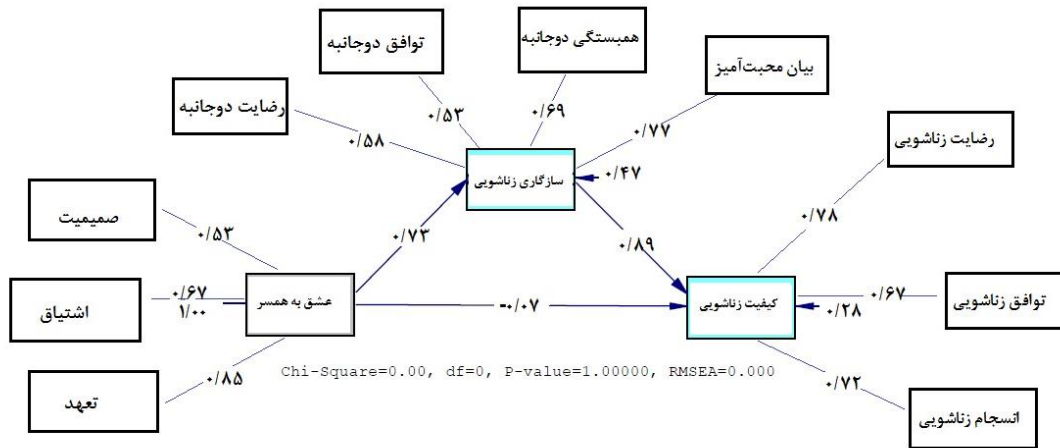 توافق دوجانبه
همبستگی دوجانبه
بیان محبت‌آمیز
رضایت دوجانبه
رضایت زناشویی
۰/۵۳
۰/۶۹
۰/۷۷
۰/۵۸
سازگاری زناشویی
۰/۴۷
صمیمیت
۰/۵۳
۰/۷۳
۰/۸۹
۰/۷۸
اشتیاق
۰/۶۷
۱/۰۰
عشق به همسر
-۰/۰۷
کیفیت زناشویی
۰/۶۷
۰/۲۸
توافق زناشویی
تعهد
۰/۸۵
Chi-Square=0.00, df=0, P-value=1.00000, RMSEA=0.000
۰/۷۲
انسجام زناشویی